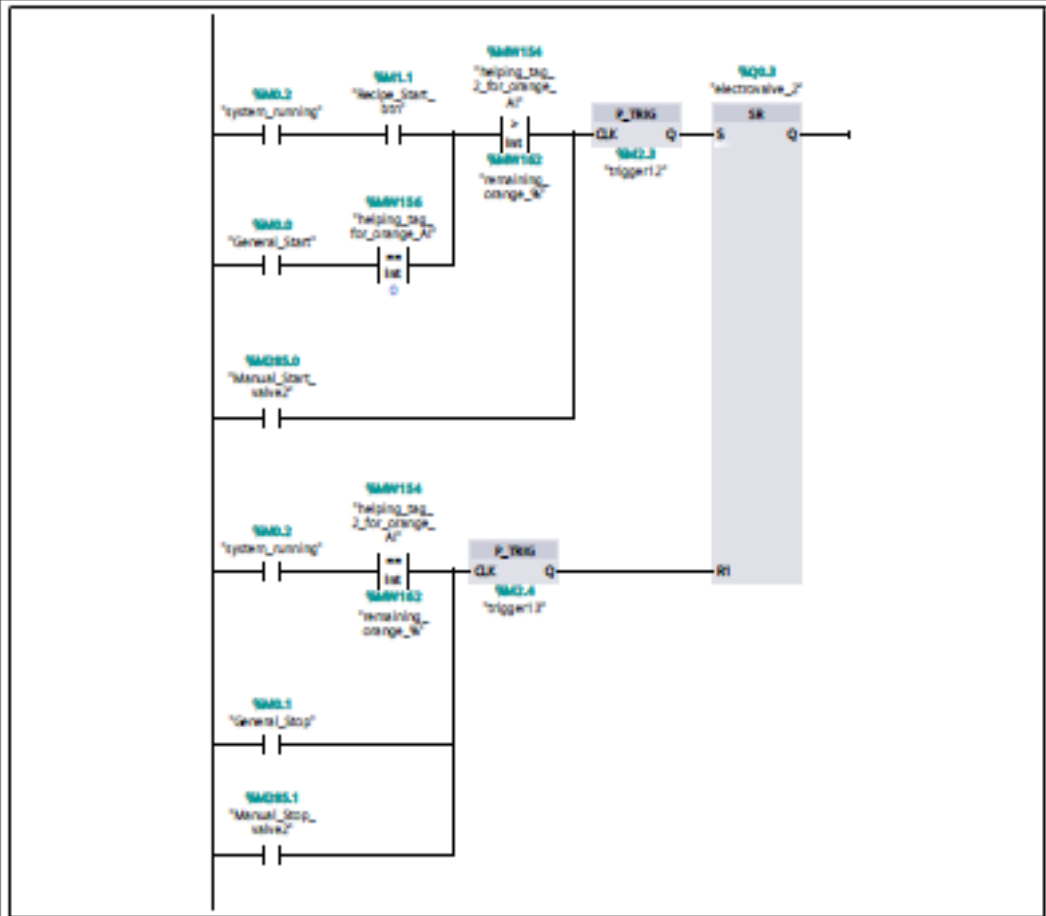 %MW154
"helping_tag_
2_for_orange_
AI"
%Q0.3
"electrovalve_2"
%M1.1
"Recipe_Start_
btn"
%M0.2
"system_running"
>
Int
P_TRIG
CLK Q
SR
S Q
%M2.3
"trigger12"
%MW162
"remaining_
orange_%"
%MW156
"helping_tag_
for_orange_AI"
%M0.0
"General_Start"
==
Int
0
%M285.0
"Manual_Start_
valve2"
%MW154
"helping_tag_
2_for_orange_
AI"
%M0.2
"system_running"
==
Int
P_TRIG
CLK Q
R1
%MW162
"remaining_
orange_%"
%M2.4
"trigger13"
%M0.1
"General_Stop"
%M285.1
"Manual_Stop_
valve2"